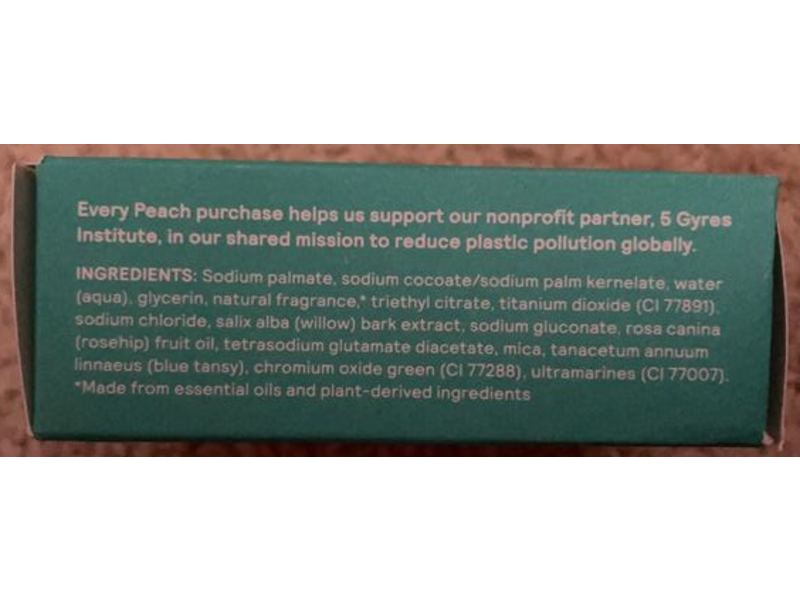 Every Peach purchase helps us support our nonprofit partner, 5 Gyres
Institute, in our shared mission to reduce plastic pollution globally.
INGREDIENTS: Sodium palmate, sodium cocoate/sodium palm kernelate, water
(aqua), glycerin, natural fragrance,* triethyl citrate, titanium dioxide (CI 77891),
sodium chloride, salix alba (willow) bark extract, sodium gluconate, rosa canina
(rosehip) fruit oil, tetrasodium glutamate diacetate, mica, tanacetum annuum
linnaeus (blue tansy), chromium oxide green (CI 77288), ultramarines (CI 77007).
*Made from essential oils and plant-derived ingredients